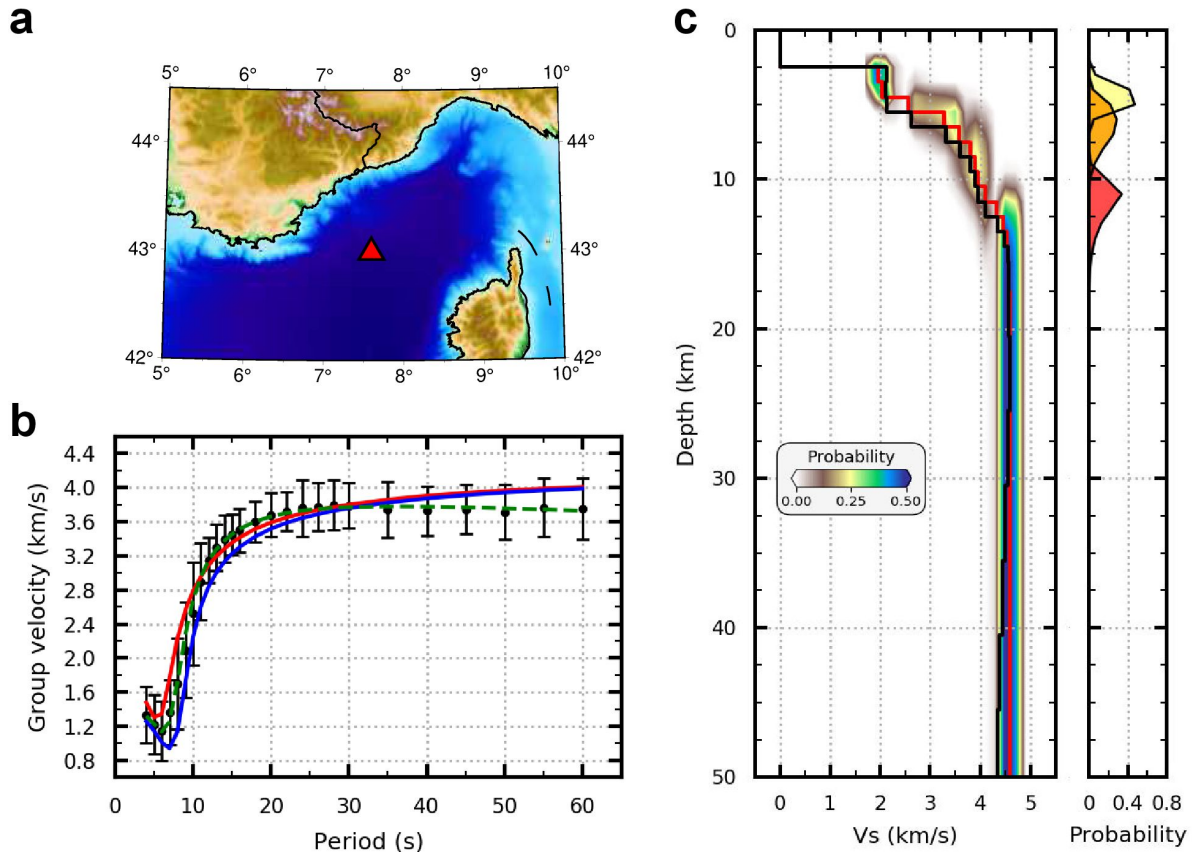 a
5° 6° 7° 8° 9° 10°
44° 44°
43° 43°
42° 42°
5° 6° 7° 8° 9° 10°
b
Group velocity (km/s)
4.4
4.0
3.6
3.2
2.8
2.4
2.0
1.6
1.2
0.8
0 10 20 30 40 50 60
Period (s)
c
Depth (km)
0
10
20
30
40
50
Probability
0.00 0.25 0.50
0 1 2 3 4 5
Vs (km/s)
0 0.4 0.8
Probability